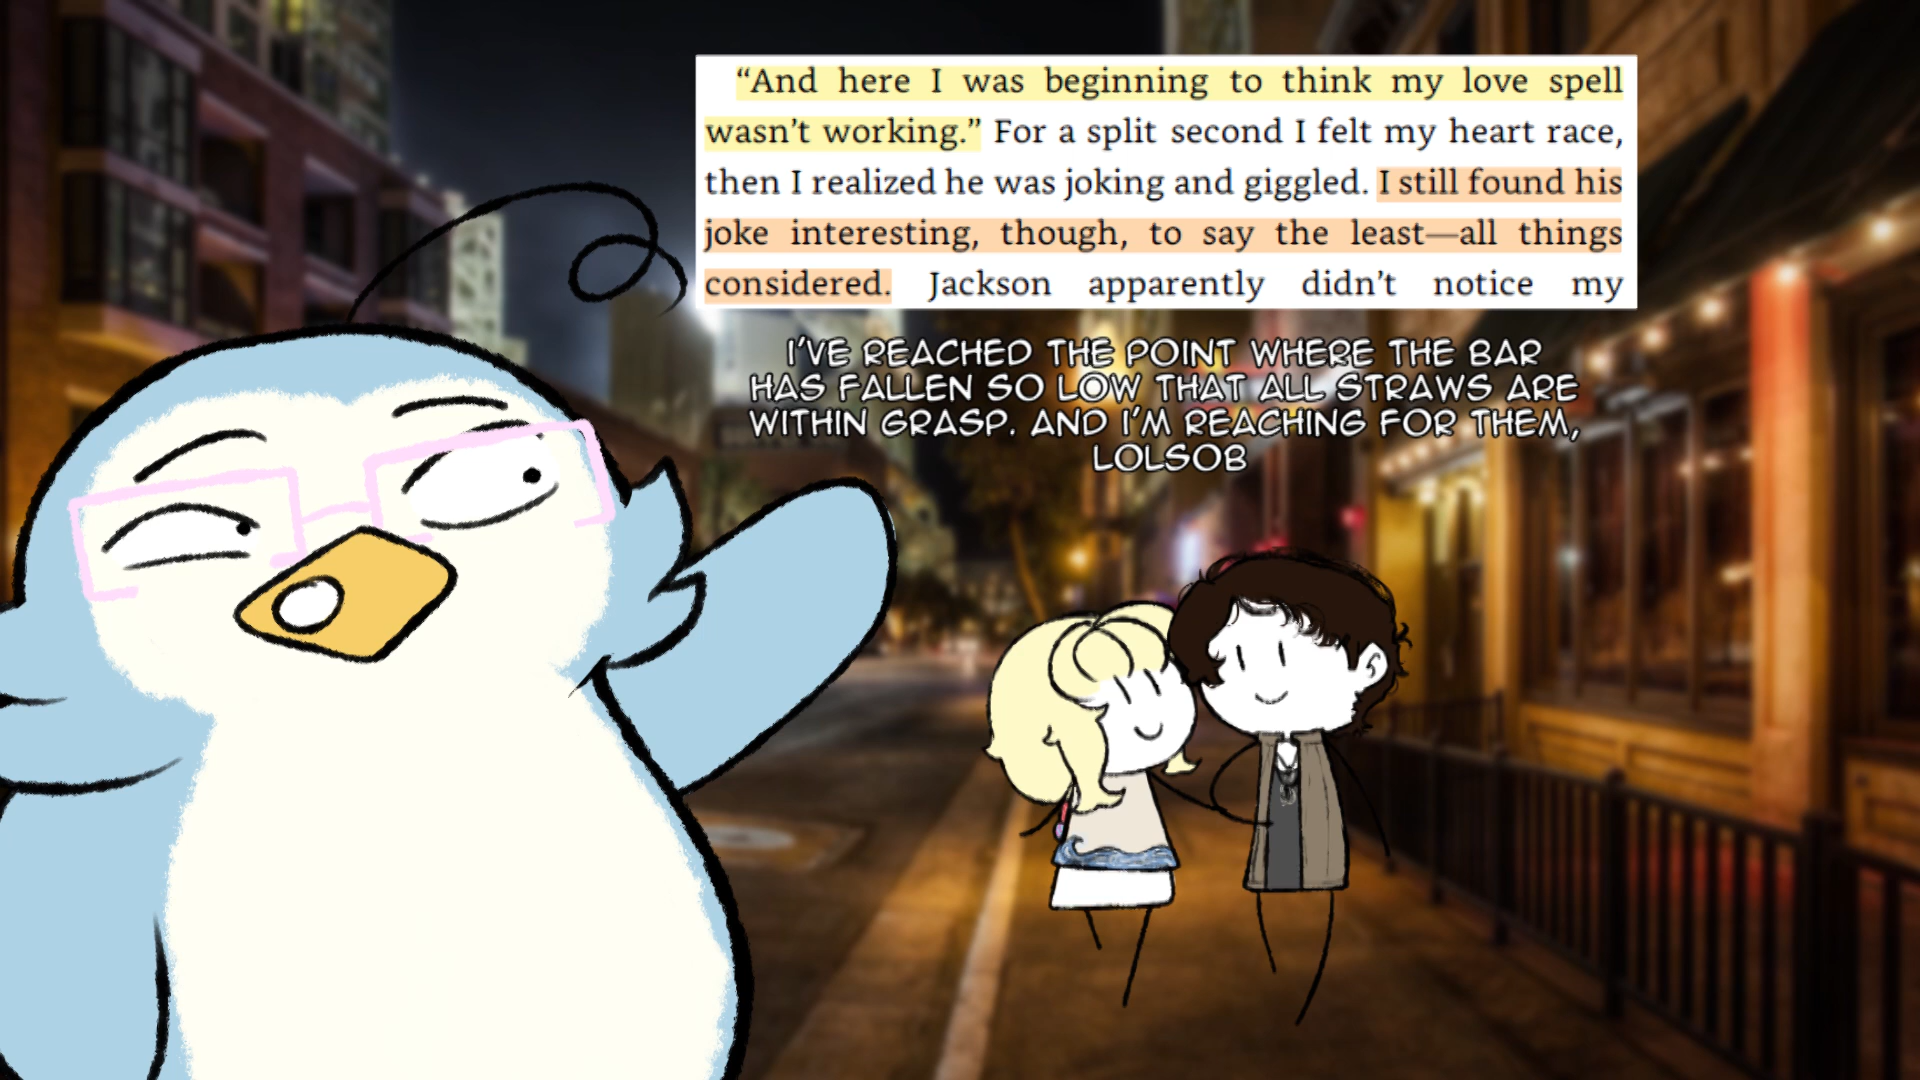 “And here I was beginning to think my love spell
wasn’t working.” For a split second I felt my heart race,
then I realized he was joking and giggled. I still found his
joke interesting, though, to say the least—all things
considered. Jackson apparently didn’t notice my
I'VE REACHED THE POINT WHERE THE BAR
HAS FALLEN SO LOW THAT ALL STRAWS ARE
WITHIN GRASP. AND I'M REACHING FOR THEM,
LOLSOB